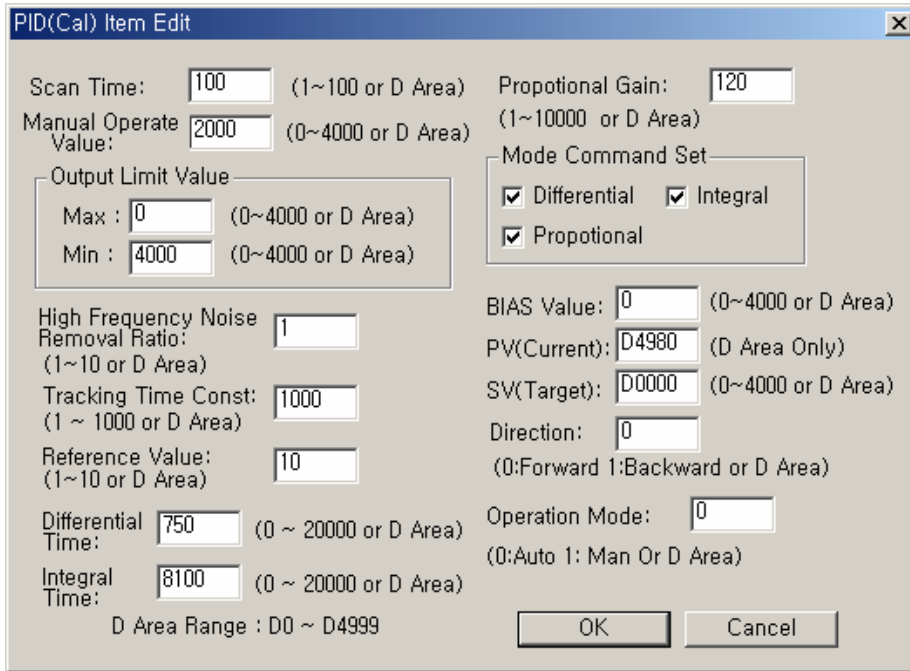 PID(Cal) Item Edit
Scan Time: 100 (1~100 or D Area)
Manual Operate
Value: 2000 (0~4000 or D Area)
Output Limit Value
Max : 0 (0~4000 or D Area)
Min : 4000 (0~4000 or D Area)
High Frequency Noise
Removal Ratio: 1
(1~10 or D Area)
Tracking Time Const: 1000
(1 ~ 1000 or D Area)
Reference Value: 10
(1~10 or D Area)
Differential
Time: 750 (0 ~ 20000 or D Area)
Integral
Time: 8100 (0 ~ 20000 or D Area)
D Area Range : D0 ~ D4999
Propotional Gain: 120
(1~10000 or D Area)
Mode Command Set
Differential Integral
Propotional
BIAS Value: 0 (0~4000 or D Area)
PV(Current): D4980 (D Area Only)
SV(Target): D0000 (0~4000 or D Area)
Direction: 0
(0:Forward 1:Backward or D Area)
Operation Mode: 0
(0:Auto 1: Man Or D Area)
OK Cancel